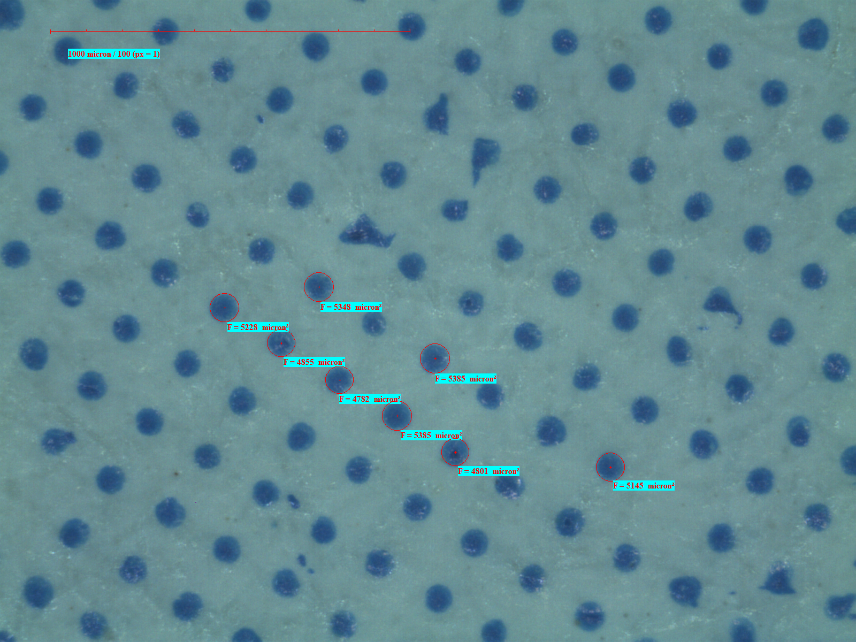 1000 micron / 100 (px = 1)
F = 5348 micron²
F = 5228 micron²
F = 4855 micron²
F = 5385 micron²
F = 4782 micron²
F = 5385 micron²
F = 4801 micron²
F = 5145 micron²